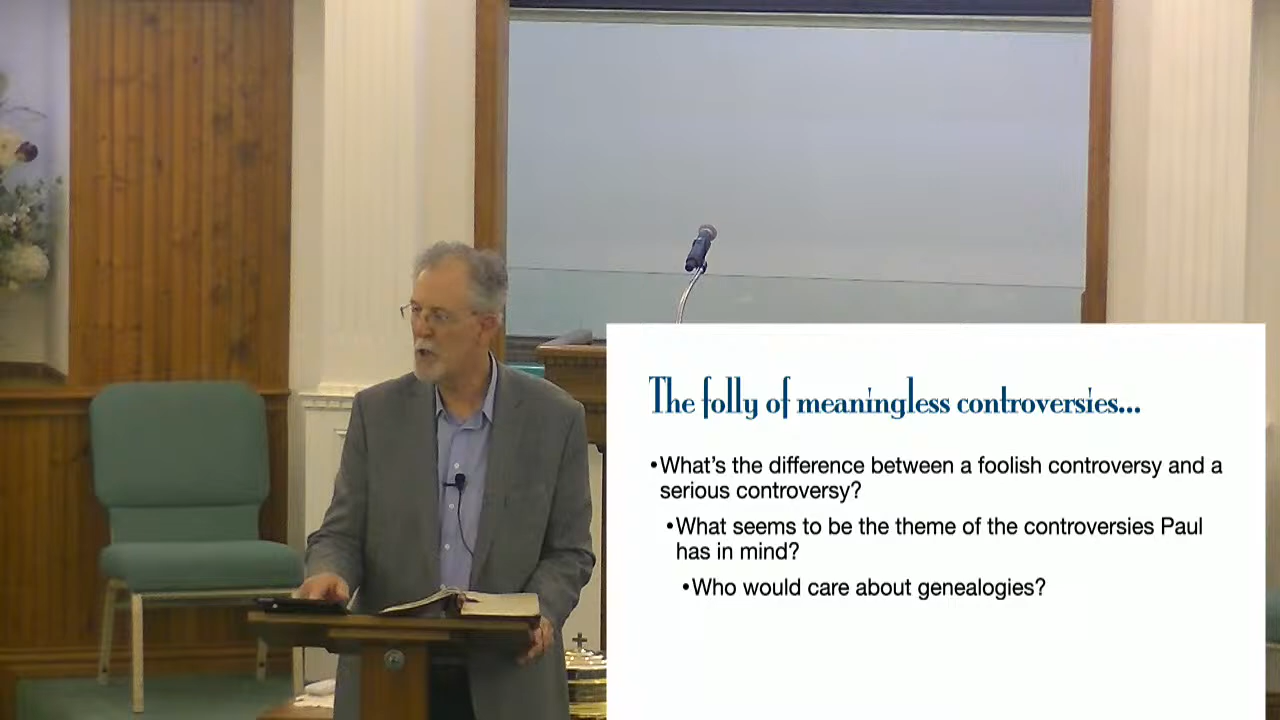 The folly of meaningless controversies...
•What's the difference between a foolish controversy and a
serious controversy?
•What seems to be the theme of the controversies Paul
has in mind?
•Who would care about genealogies?